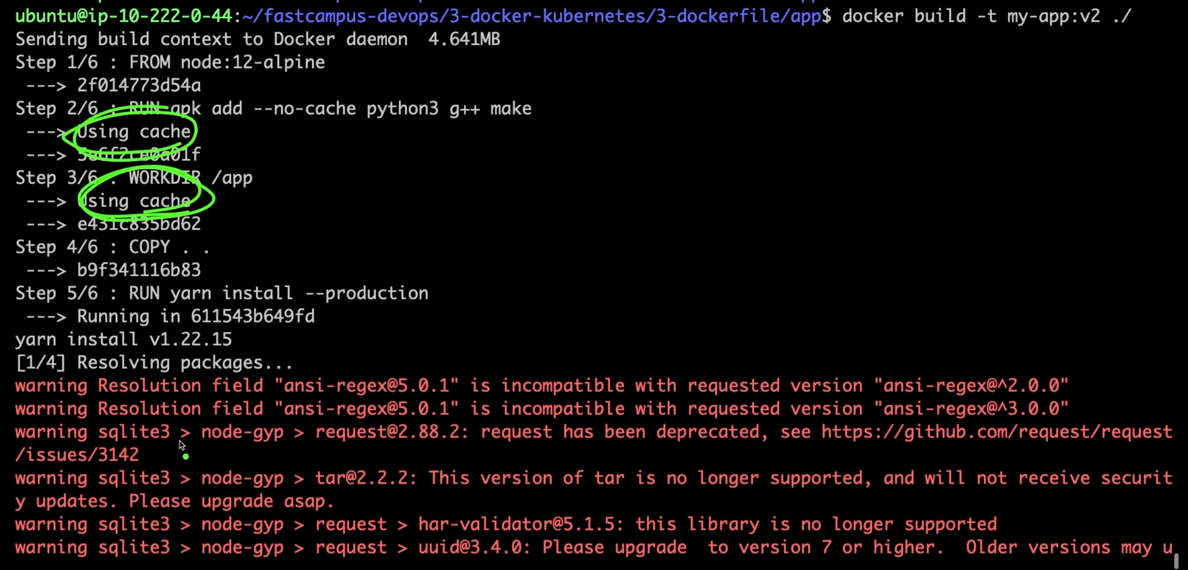 ubuntu@ip-10-222-0-44:~/fastcampus-devops/3-docker-kubernetes/3-dockerfile/app$ docker build -t my-app:v2 ./
Sending build context to Docker daemon  4.641MB
Step 1/6 : FROM node:12-alpine
 ---> 2f014773d54a
Step 2/6 : RUN apk add --no-cache python3 g++ make
 ---> Using cache
 ---> 5e6f2ce0a01f
Step 3/6 : WORKDIR /app
 ---> Using cache
 ---> e431c835bd62
Step 4/6 : COPY . .
 ---> b9f341116b83
Step 5/6 : RUN yarn install --production
 ---> Running in 611543b649fd
yarn install v1.22.15
[1/4] Resolving packages...
warning Resolution field "ansi-regex@5.0.1" is incompatible with requested version "ansi-regex@^2.0.0"
warning Resolution field "ansi-regex@5.0.1" is incompatible with requested version "ansi-regex@^3.0.0"
warning sqlite3 > node-gyp > request@2.88.2: request has been deprecated, see https://github.com/request/request
/issues/3142
warning sqlite3 > node-gyp > tar@2.2.2: This version of tar is no longer supported, and will not receive securit
y updates. Please upgrade asap.
warning sqlite3 > node-gyp > request > har-validator@5.1.5: this library is no longer supported
warning sqlite3 > node-gyp > request > uuid@3.4.0: Please upgrade  to version 7 or higher.  Older versions may u